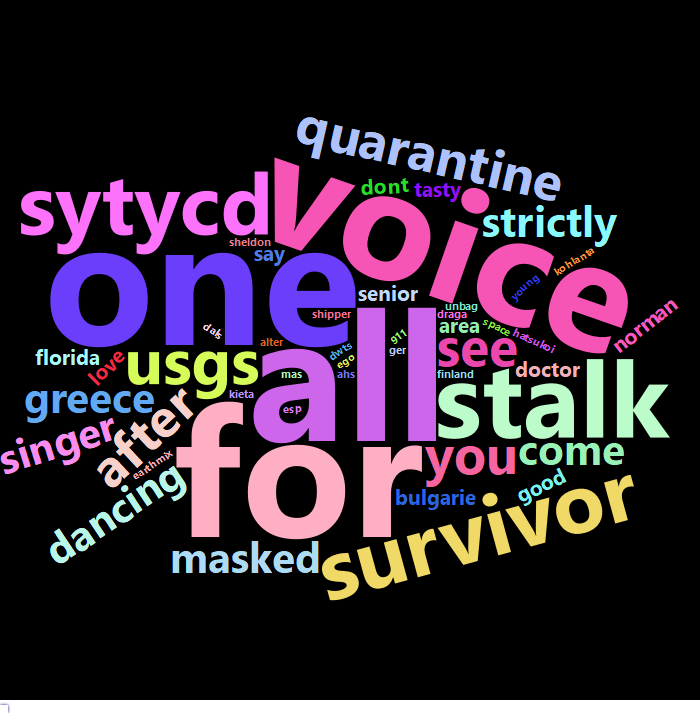 quarantine
voice
sytycd
dont
tasty
strictly
sheldon
say
one
kohlanta
young
senior
unbag
norman
shipper
draga
area
space
hatsukoi
dals
911
see
alter
dwts
ger
ego
florida
love
usgs
all
doctor
mas
ahs
finland
greece
kieta
esp
stalk
after
singer
for
you
come
earthmix
dancing
bulgarie
good
survivor
masked